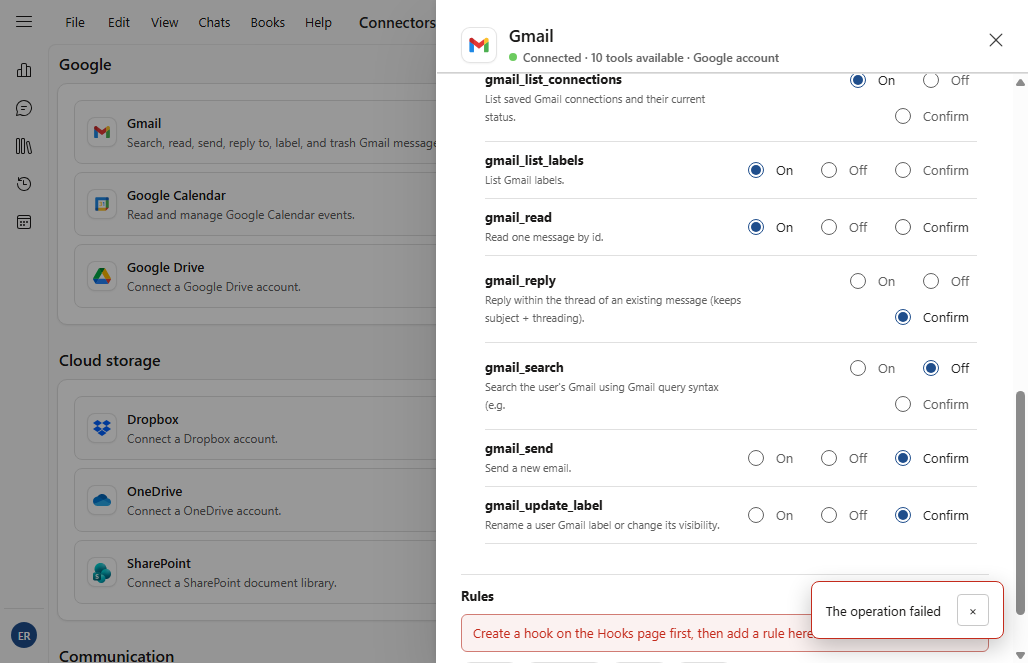 File Edit View Chats Books Help Connectors
Google
Gmail
Search, read, send, reply to, label, and trash Gmail message
Google Calendar
Read and manage Google Calendar events.
Google Drive
Connect a Google Drive account.
Cloud storage
Dropbox
Connect a Dropbox account.
OneDrive
Connect a OneDrive account.
SharePoint
Connect a SharePoint document library.
Communication
ER
Gmail
Connected · 10 tools available · Google account
gmail_list_connections
List saved Gmail connections and their current
status.
On Off
Confirm
gmail_list_labels
List Gmail labels.
On Off Confirm
gmail_read
Read one message by id.
On Off Confirm
gmail_reply
Reply within the thread of an existing message (keeps
subject + threading).
On Off
Confirm
gmail_search
Search the user's Gmail using Gmail query syntax
(e.g.
On Off
Confirm
gmail_send
Send a new email.
On Off Confirm
gmail_update_label
Rename a user Gmail label or change its visibility.
On Off Confirm
Rules
Create a hook on the Hooks page first, then add a rule here
The operation failed ×